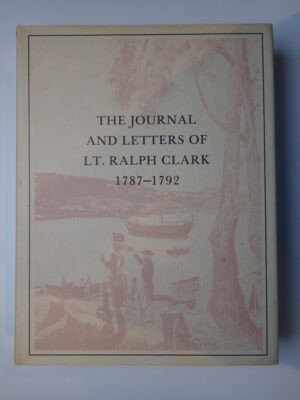 THE JOURNAL
AND LETTERS OF
LT. RALPH CLARK
1787–1792